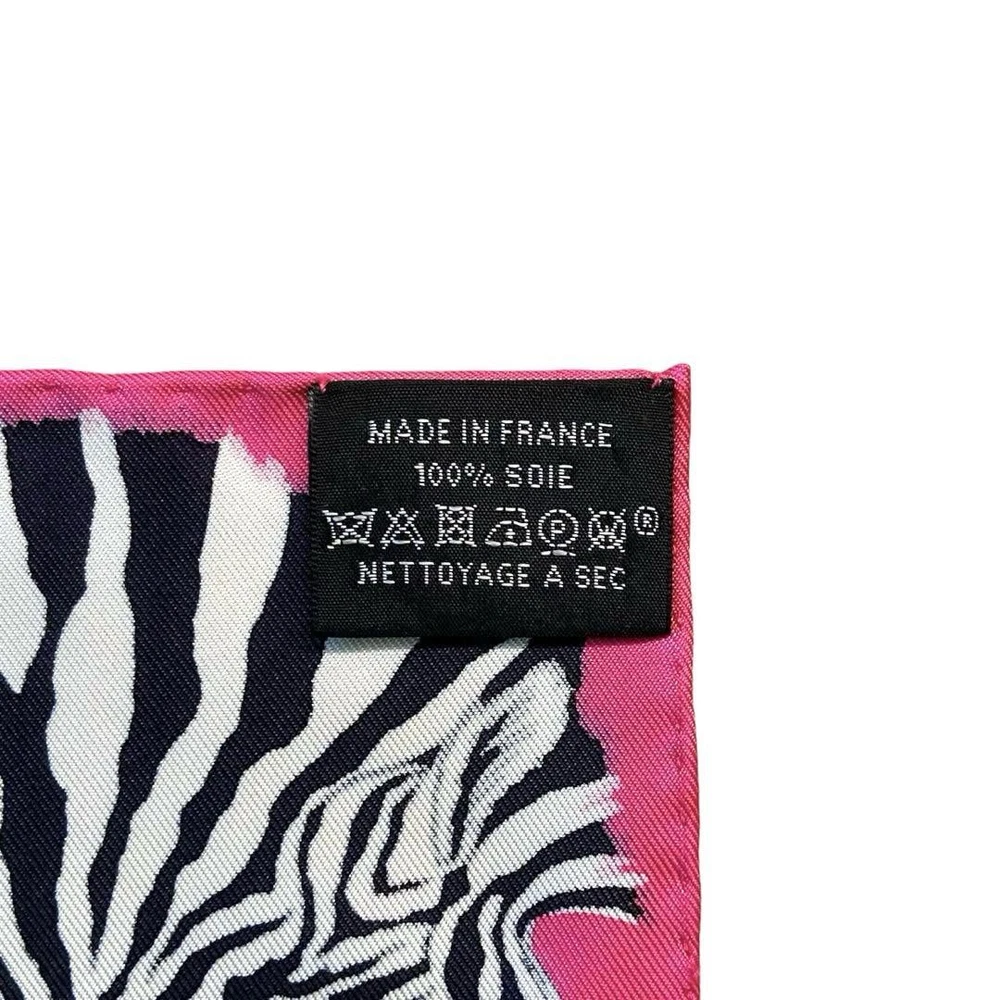 MADE IN FRANCE
100% SOIE
P W ®
NETTOYAGE A SEC